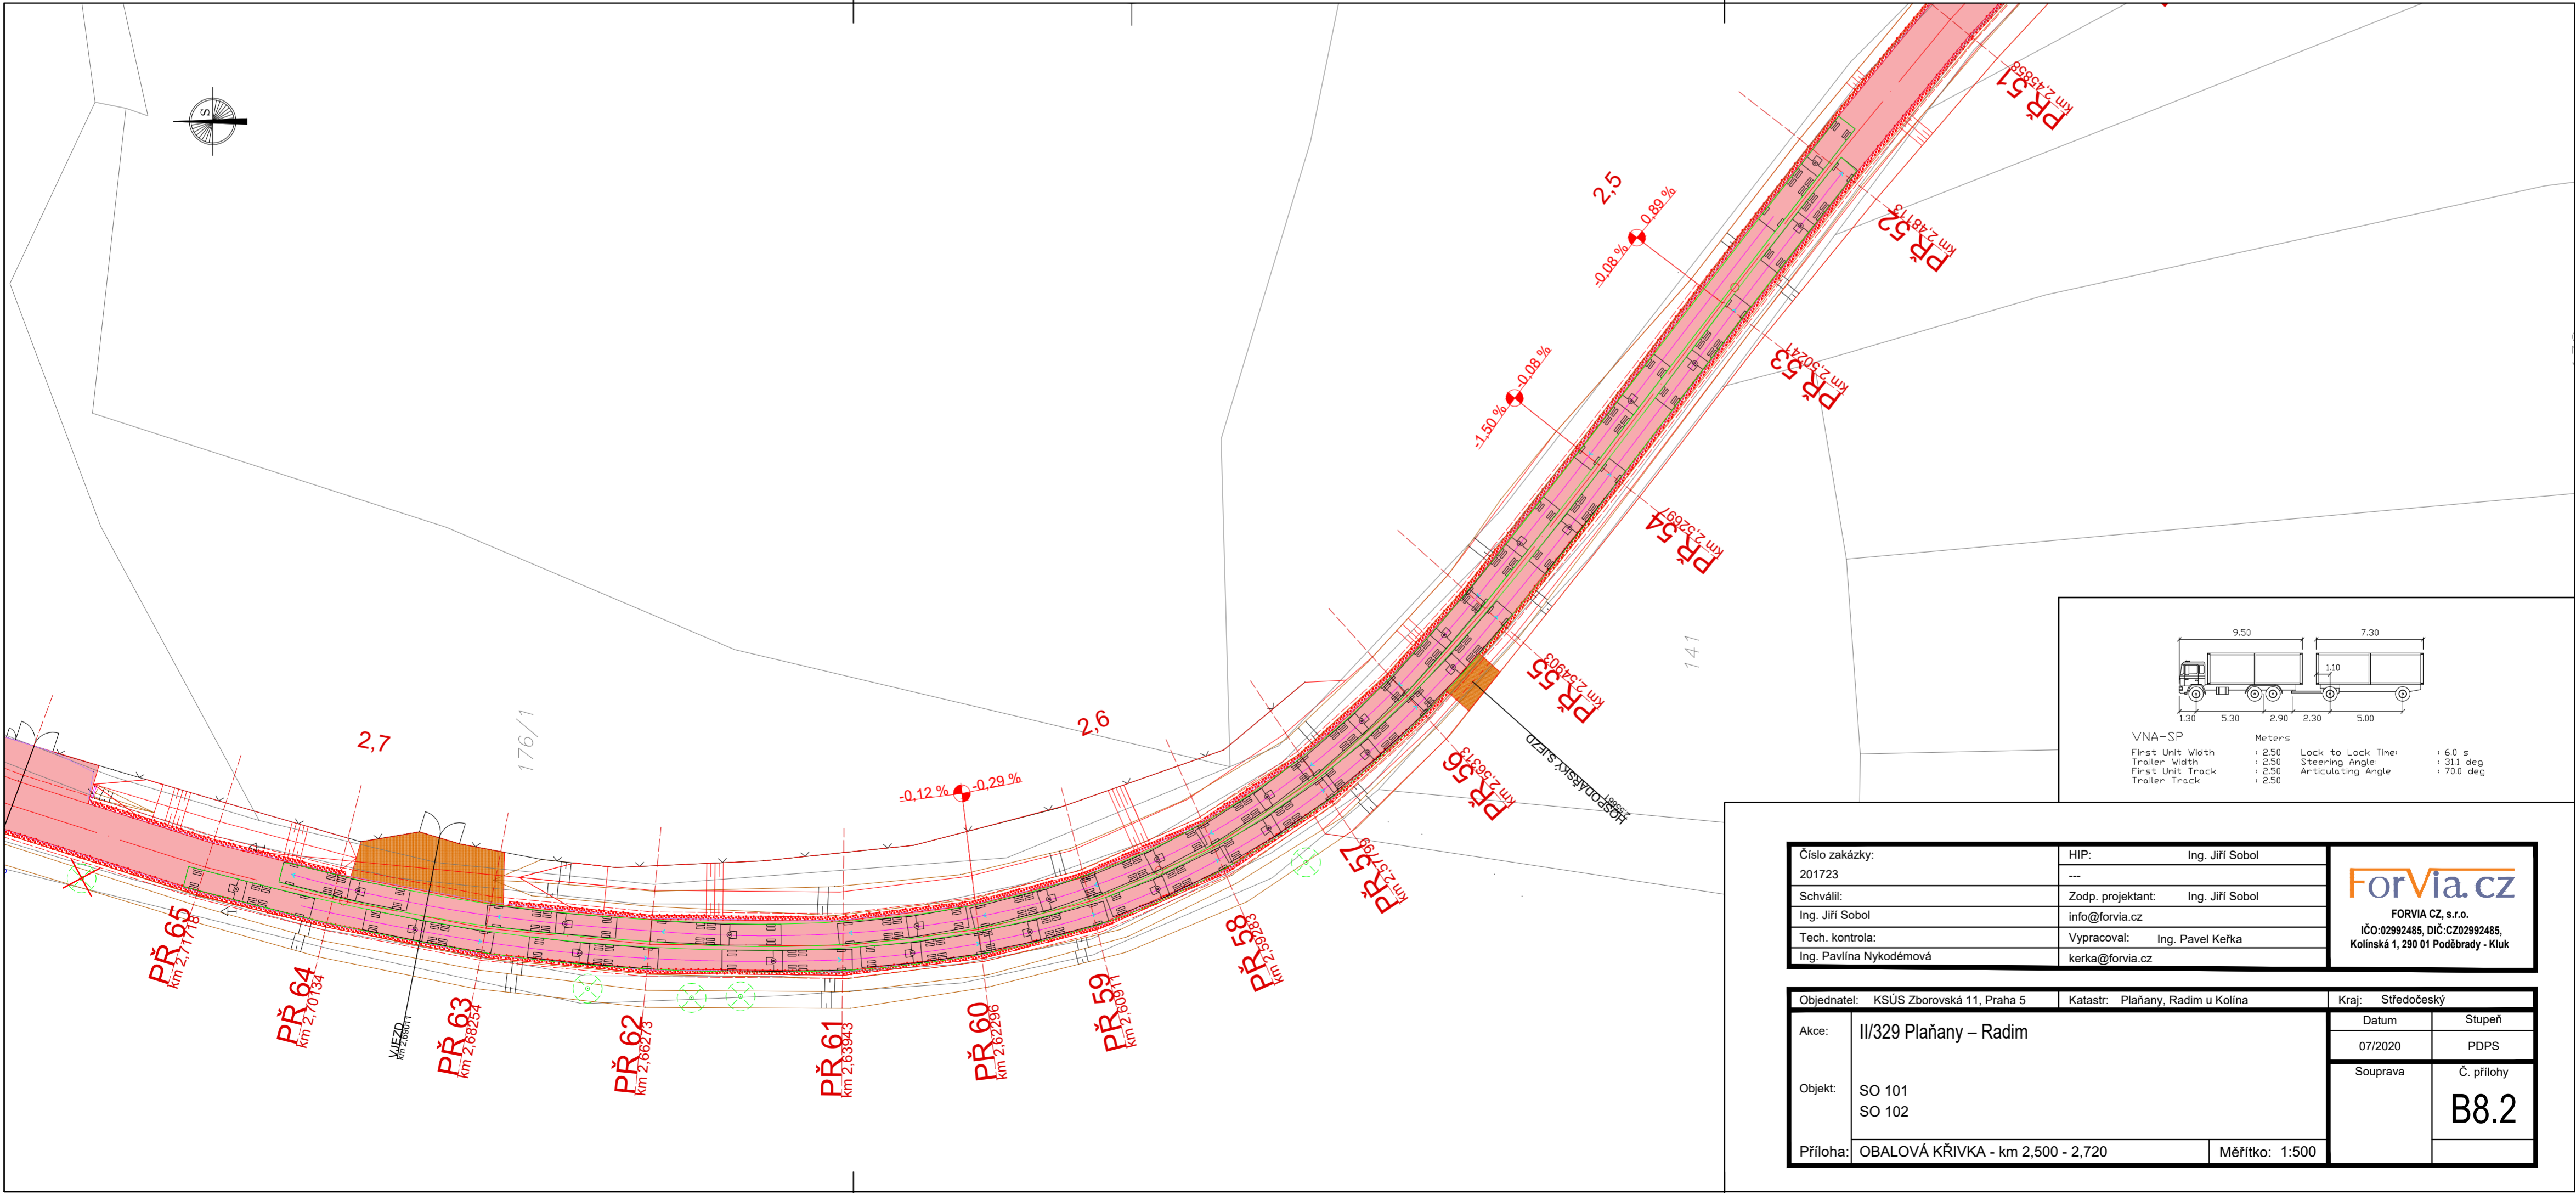 S
PŘ 51
km 2,45858
PŘ 52
km 2,48113
PŘ 53
km 2,50241
PŘ 54
km 2,52697
PŘ 55
km 2,54903
PŘ 56
km 2,56313
PŘ 57
km 2,57799
PŘ 58
km 2,59283
PŘ 59
km 2,60911
PŘ 60
km 2,62296
PŘ 61
km 2,63943
PŘ 62
km 2,66273
PŘ 63
km 2,68254
PŘ 64
km 2,70134
PŘ 65
km 2,71718
2,5
0,89 %
-0,08 %
-0,08 %
-1,50 %
2,6
-0,12 %
-0,29 %
2,7
176/1
141
HOSPODÁŘSKÝ SJEZD
VJEZD
km 2,69011
9.50
7.30
1.10
1.30
5.30
2.90
2.30
5.00
VNA-SP
Meters
First Unit Width : 2.50 Lock to Lock Time: : 6.0 s
Trailer Width : 2.50 Steering Angle: : 31.1 deg
First Unit Track : 2.50 Articulating Angle : 70.0 deg
Trailer Track : 2.50
Číslo zakázky:
201723
HIP: Ing. Jiří Sobol
---
Schválil:
Ing. Jiří Sobol
Zodp. projektant: Ing. Jiří Sobol
info@forvia.cz
Tech. kontrola:
Ing. Pavlína Nykodémová
Vypracoval: Ing. Pavel Keřka
kerka@forvia.cz
ForVia.cz
FORVIA CZ, s.r.o.
IČO:02992485, DIČ:CZ02992485,
Kolínská 1, 290 01 Poděbrady - Kluk
Objednatel: KSÚS Zborovská 11, Praha 5
Katastr: Plaňany, Radim u Kolína
Kraj: Středočeský
Akce: II/329 Plaňany – Radim
Datum
Stupeň
07/2020
PDPS
Souprava
Č. přílohy
B8.2
Objekt: SO 101
SO 102
Příloha: OBALOVÁ KŘIVKA - km 2,500 - 2,720
Měřítko: 1:500